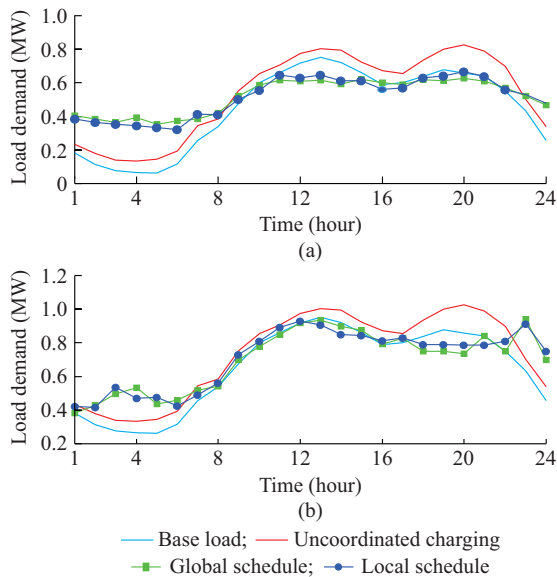 Load demand (MW)
1.0
0.8
0.6
0.4
0.2
0
1 4 8 12 16 20 24
Time (hour)
(a)
Load demand (MW)
1.2
1.0
0.8
0.6
0.4
0.2
1 4 8 12 16 20 24
Time (hour)
(b)
Base load; Uncoordinated charging
Global schedule; Local schedule